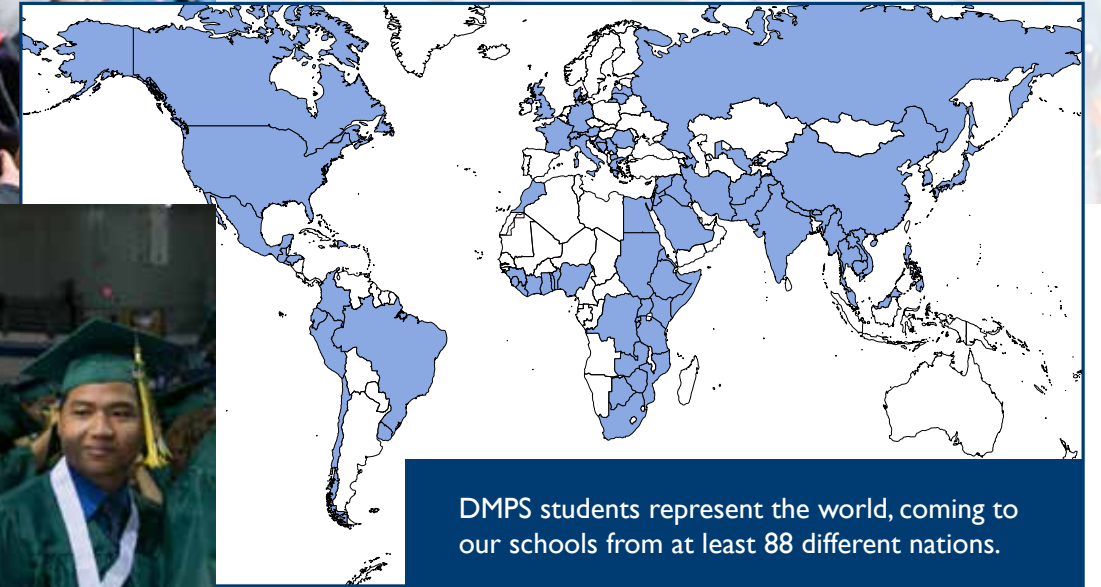 DMPS students represent the world, coming to
our schools from at least 88 different nations.